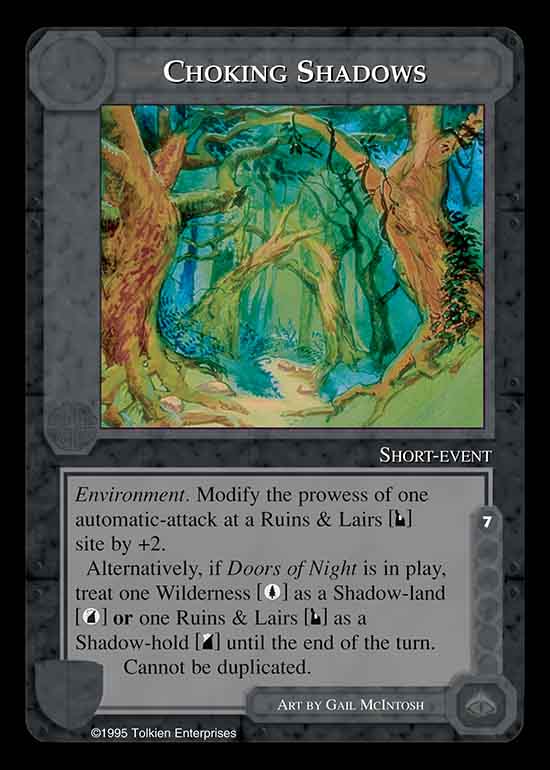 Choking Shadows
Short-event
Environment. Modify the prowess of one
automatic-attack at a Ruins & Lairs []
site by +2.
Alternatively, if Doors of Night is in play,
treat one Wilderness [] as a Shadow-land
[] or one Ruins & Lairs [] as a
Shadow-hold [] until the end of the turn.
Cannot be duplicated.
7
Art by Gail McIntosh
©1995 Tolkien Enterprises